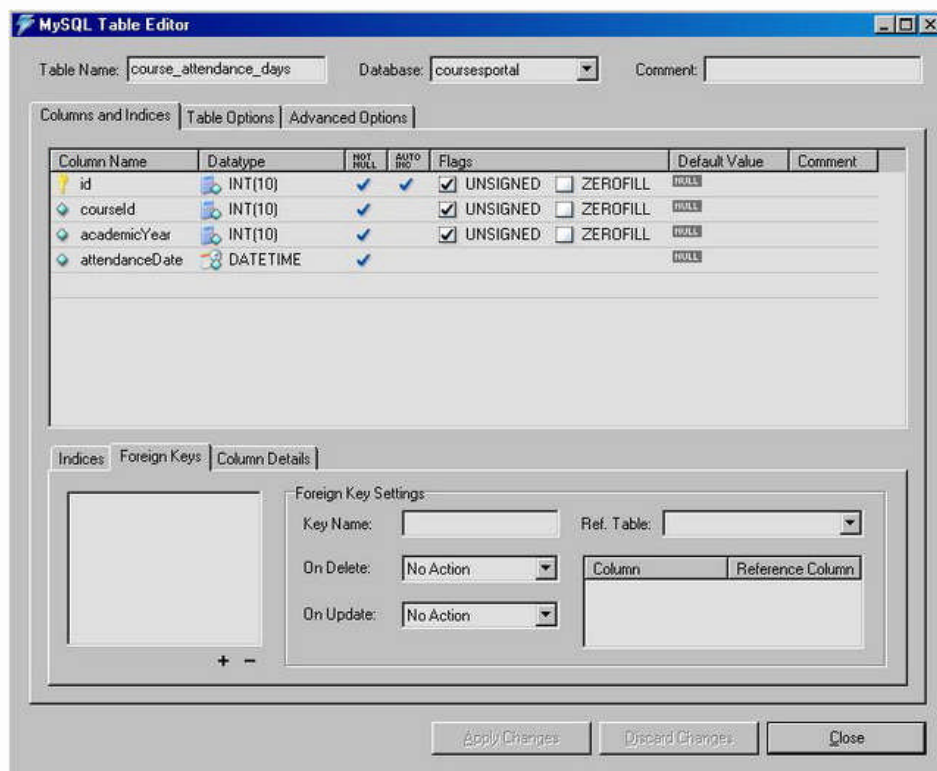 MySQL Table Editor
Table Name: course_attendance_days Database: coursesportal Comment:
Columns and Indices Table Options Advanced Options
Column Name Datatype NOT NULL AUTO INC Flags Default Value Comment
id INT(10) UNSIGNED ZEROFILL NULL
courseId INT(10) UNSIGNED ZEROFILL NULL
academicYear INT(10) UNSIGNED ZEROFILL NULL
attendanceDate DATETIME NULL
Indices Foreign Keys Column Details
Foreign Key Settings
Key Name: Ref. Table:
On Delete: No Action Column Reference Column
On Update: No Action
+ −
Apply Changes Discard Changes Close